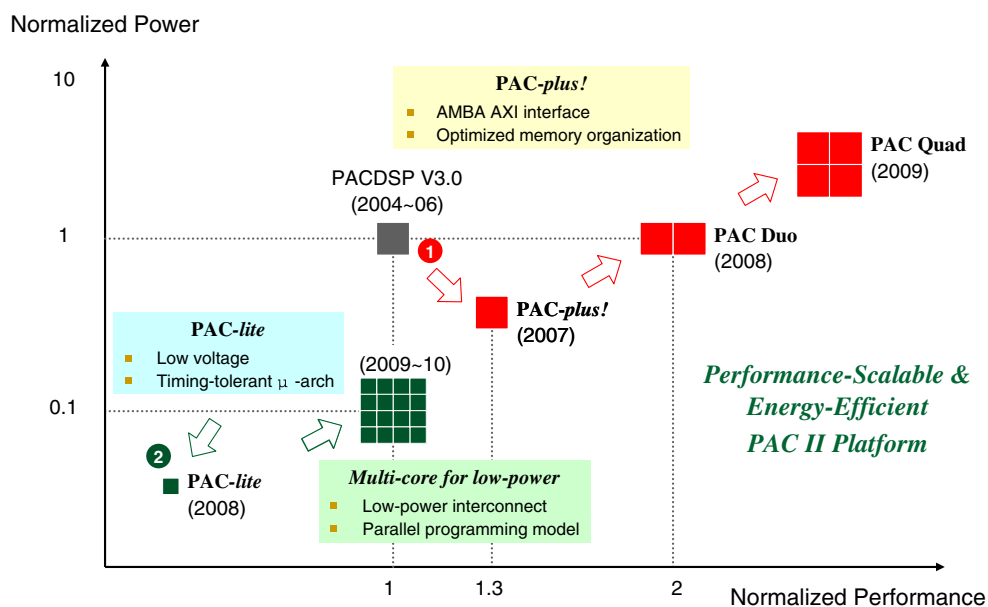 Normalized Power
10
PAC-plus!
▪ AMBA AXI interface
▪ Optimized memory organization
PAC Quad
(2009)
PACDSP V3.0
(2004~06)
1
1
PAC Duo
(2008)
PAC-plus!
(2007)
PAC-lite
▪ Low voltage
▪ Timing-tolerant μ -arch
(2009~10)
Performance-Scalable &
Energy-Efficient
PAC II Platform
0.1
2
PAC-lite
(2008)
Multi-core for low-power
▪ Low-power interconnect
▪ Parallel programming model
1
1.3
2
Normalized Performance